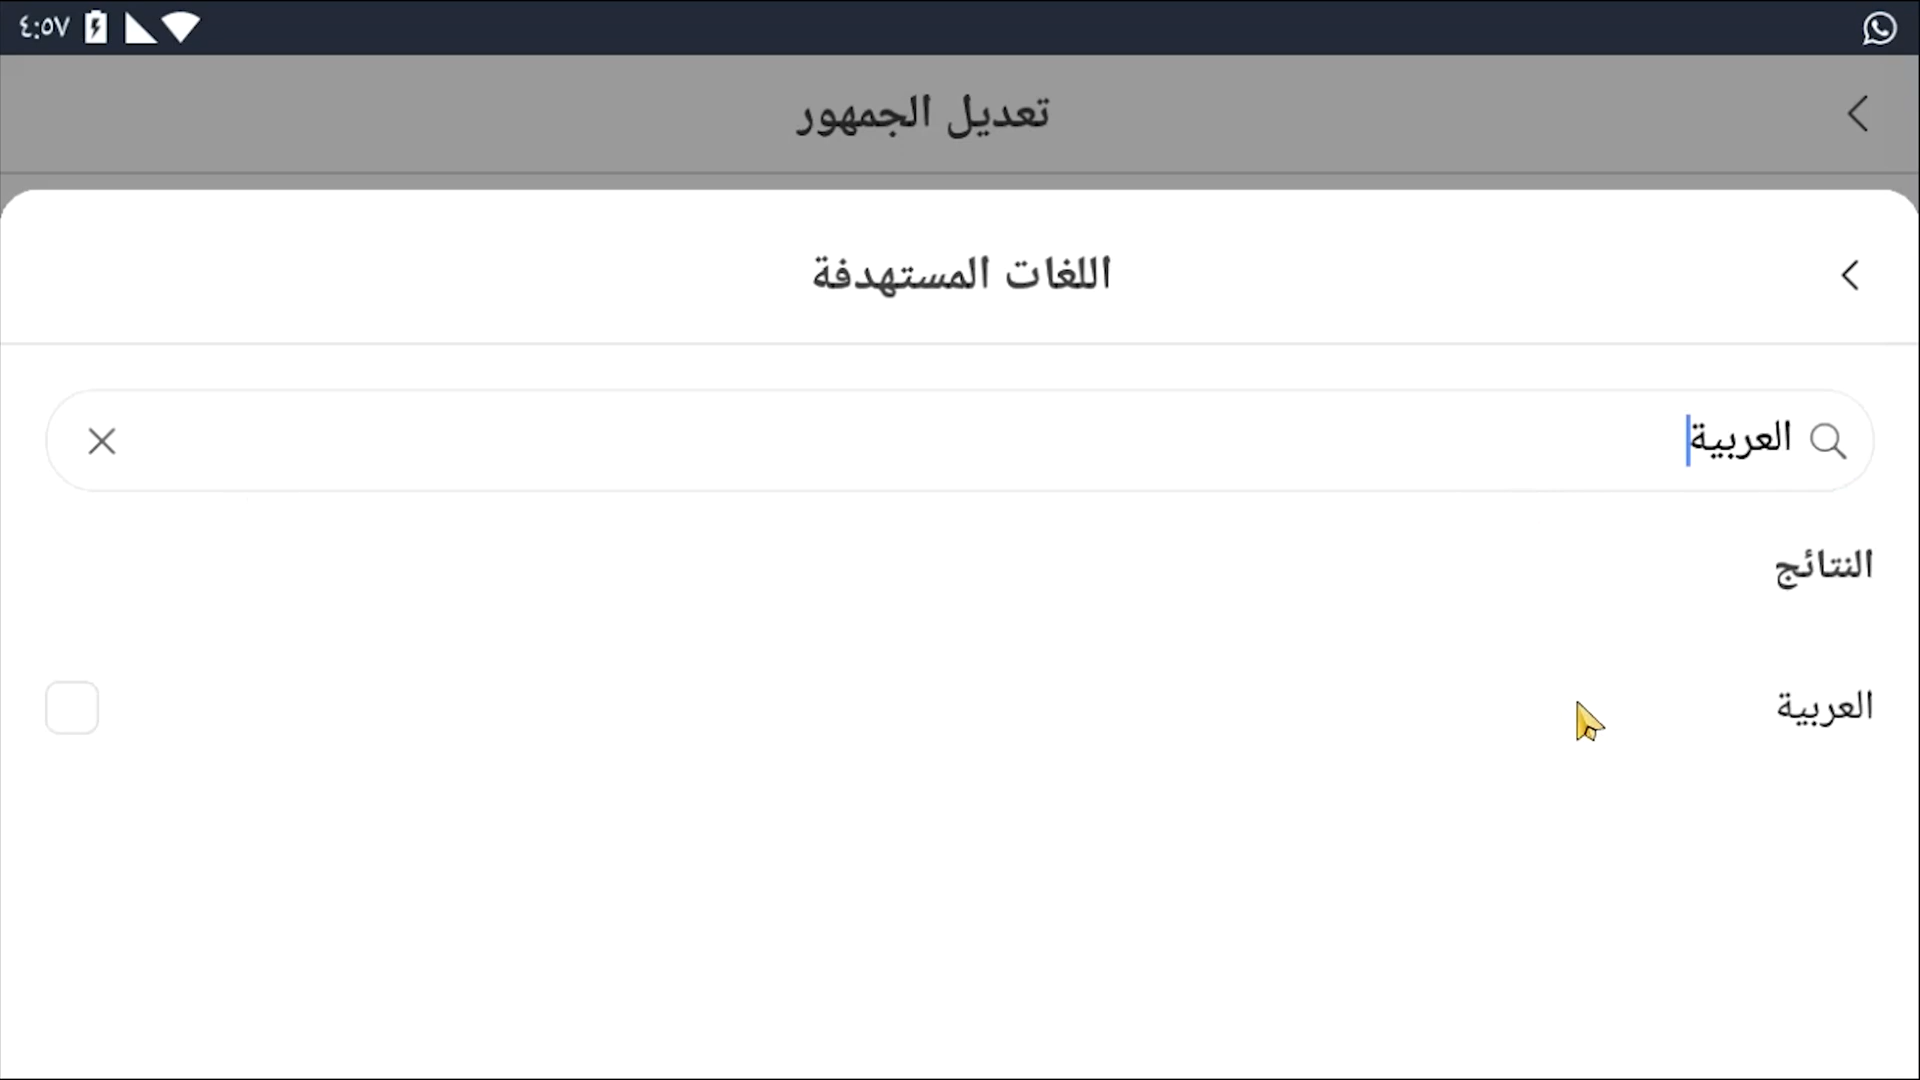 ٤:٥٧
تعديل الجمهور
اللغات المستهدفة
العربية
النتائج
العربية